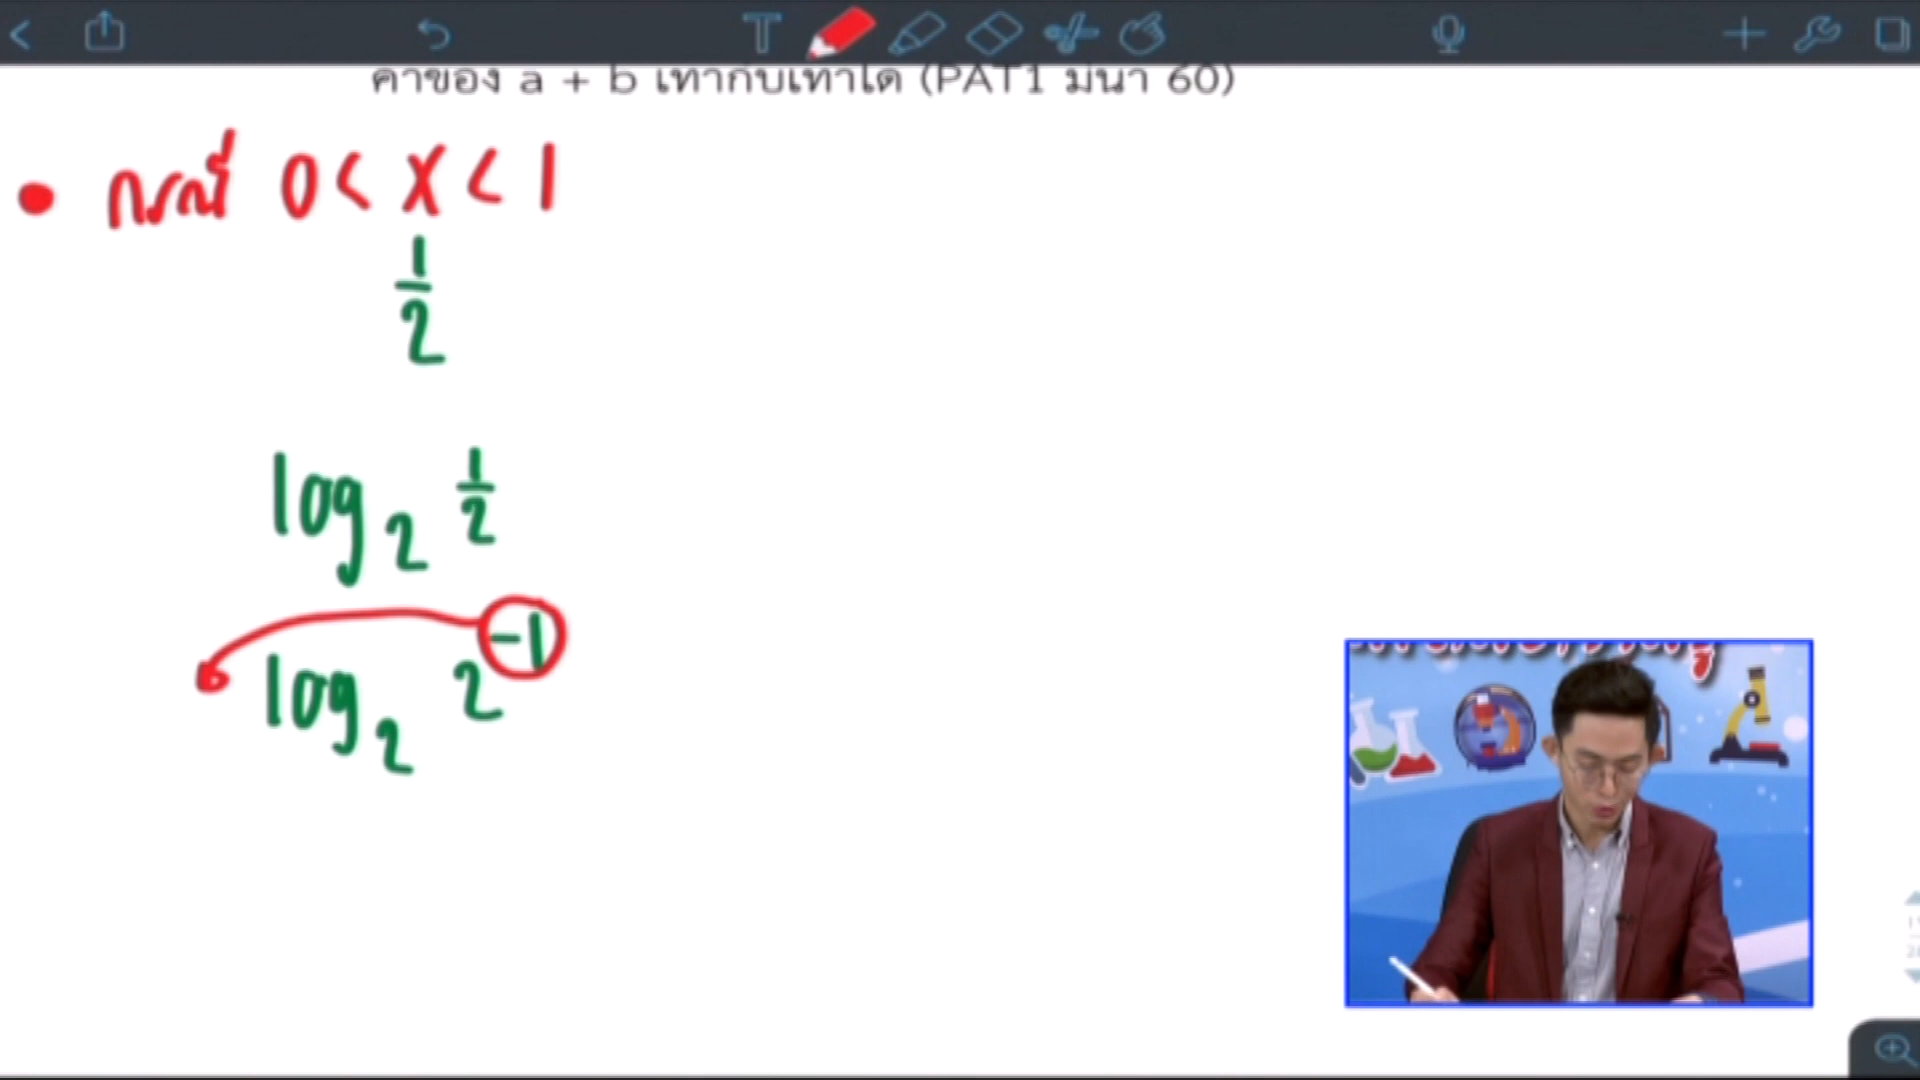 ค่าของ a + b เท่ากับเท่าใด (PAT1 มีนา 60)
• กรณี 0 < x < 1
1/2
log₂ 1/2
log₂ 2⁻¹